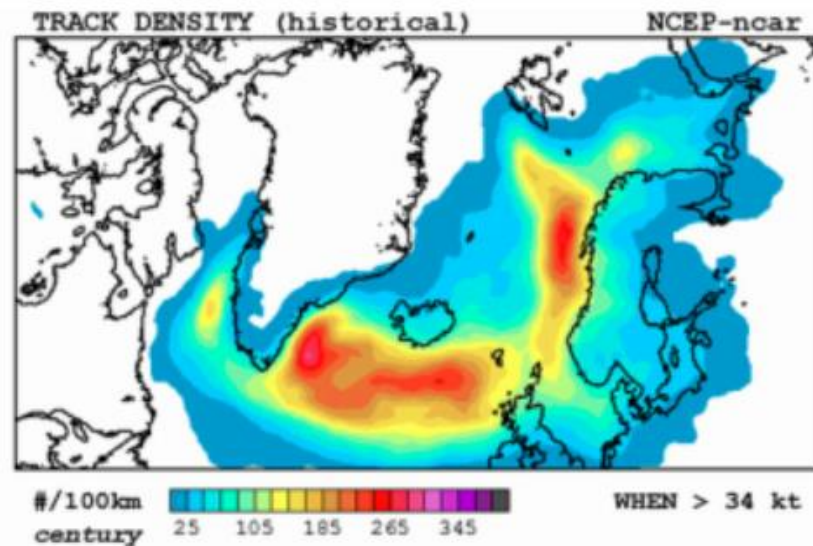 TRACK DENSITY (historical) NCEP-ncar
#/100km
century
25 105 185 265 345
WHEN > 34 kt